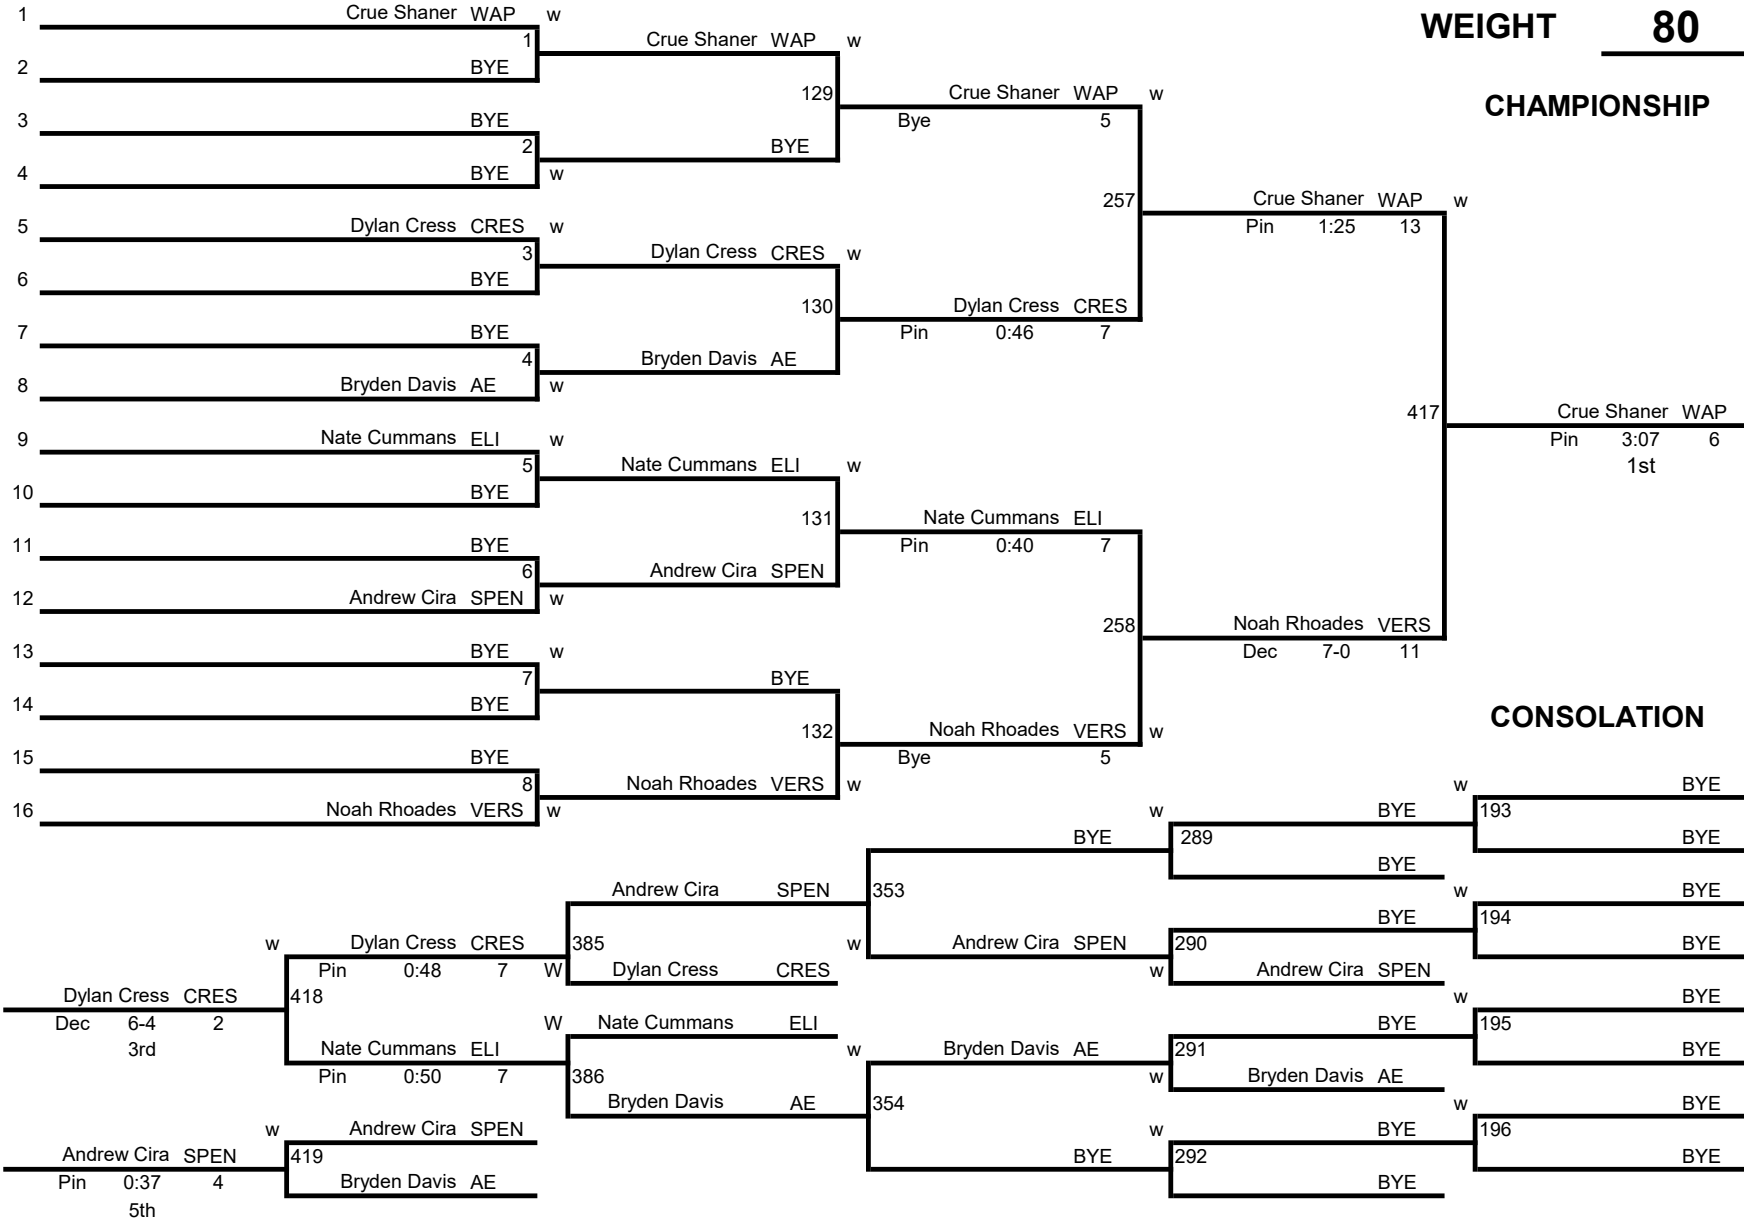 1 Crue Shaner WAP w
WEIGHT 80
1 Crue Shaner WAP w
2 BYE
129 Crue Shaner WAP w
CHAMPIONSHIP
3 BYE
Bye 5
2 BYE
4 BYE w
257 Crue Shaner WAP w
5 Dylan Cress CRES w
Pin 1:25 13
3 Dylan Cress CRES w
6 BYE
130 Dylan Cress CRES
7 BYE
Pin 0:46 7
4 Bryden Davis AE
8 Bryden Davis AE w
417 Crue Shaner WAP
9 Nate Cummans ELI w
Pin 3:07 6
5 Nate Cummans ELI w
1st
10 BYE
131 Nate Cummans ELI
11 BYE
Pin 0:40 7
6 Andrew Cira SPEN
12 Andrew Cira SPEN w
258 Noah Rhoades VERS
13 BYE w
Dec 7-0 11
7 BYE
14 BYE
CONSOLATION
132 Noah Rhoades VERS w
15 BYE
Bye 5
8 Noah Rhoades VERS w
w BYE
16 Noah Rhoades VERS w
w BYE 193
BYE 289 BYE
BYE
Andrew Cira SPEN 353
w BYE
BYE 194
w Dylan Cress CRES 385
w Andrew Cira SPEN 290 BYE
Pin 0:48 7 W Dylan Cress CRES
w Andrew Cira SPEN
Dylan Cress CRES 418
w BYE
Dec 6-4 2
W Nate Cummans ELI
BYE 195
3rd
Nate Cummans ELI
w Bryden Davis AE 291 BYE
Pin 0:50 7 386
w Bryden Davis AE
Bryden Davis AE 354
w BYE
w Andrew Cira SPEN
w BYE 196
Andrew Cira SPEN 419
BYE 292 BYE
Pin 0:37 4
Bryden Davis AE
BYE
5th